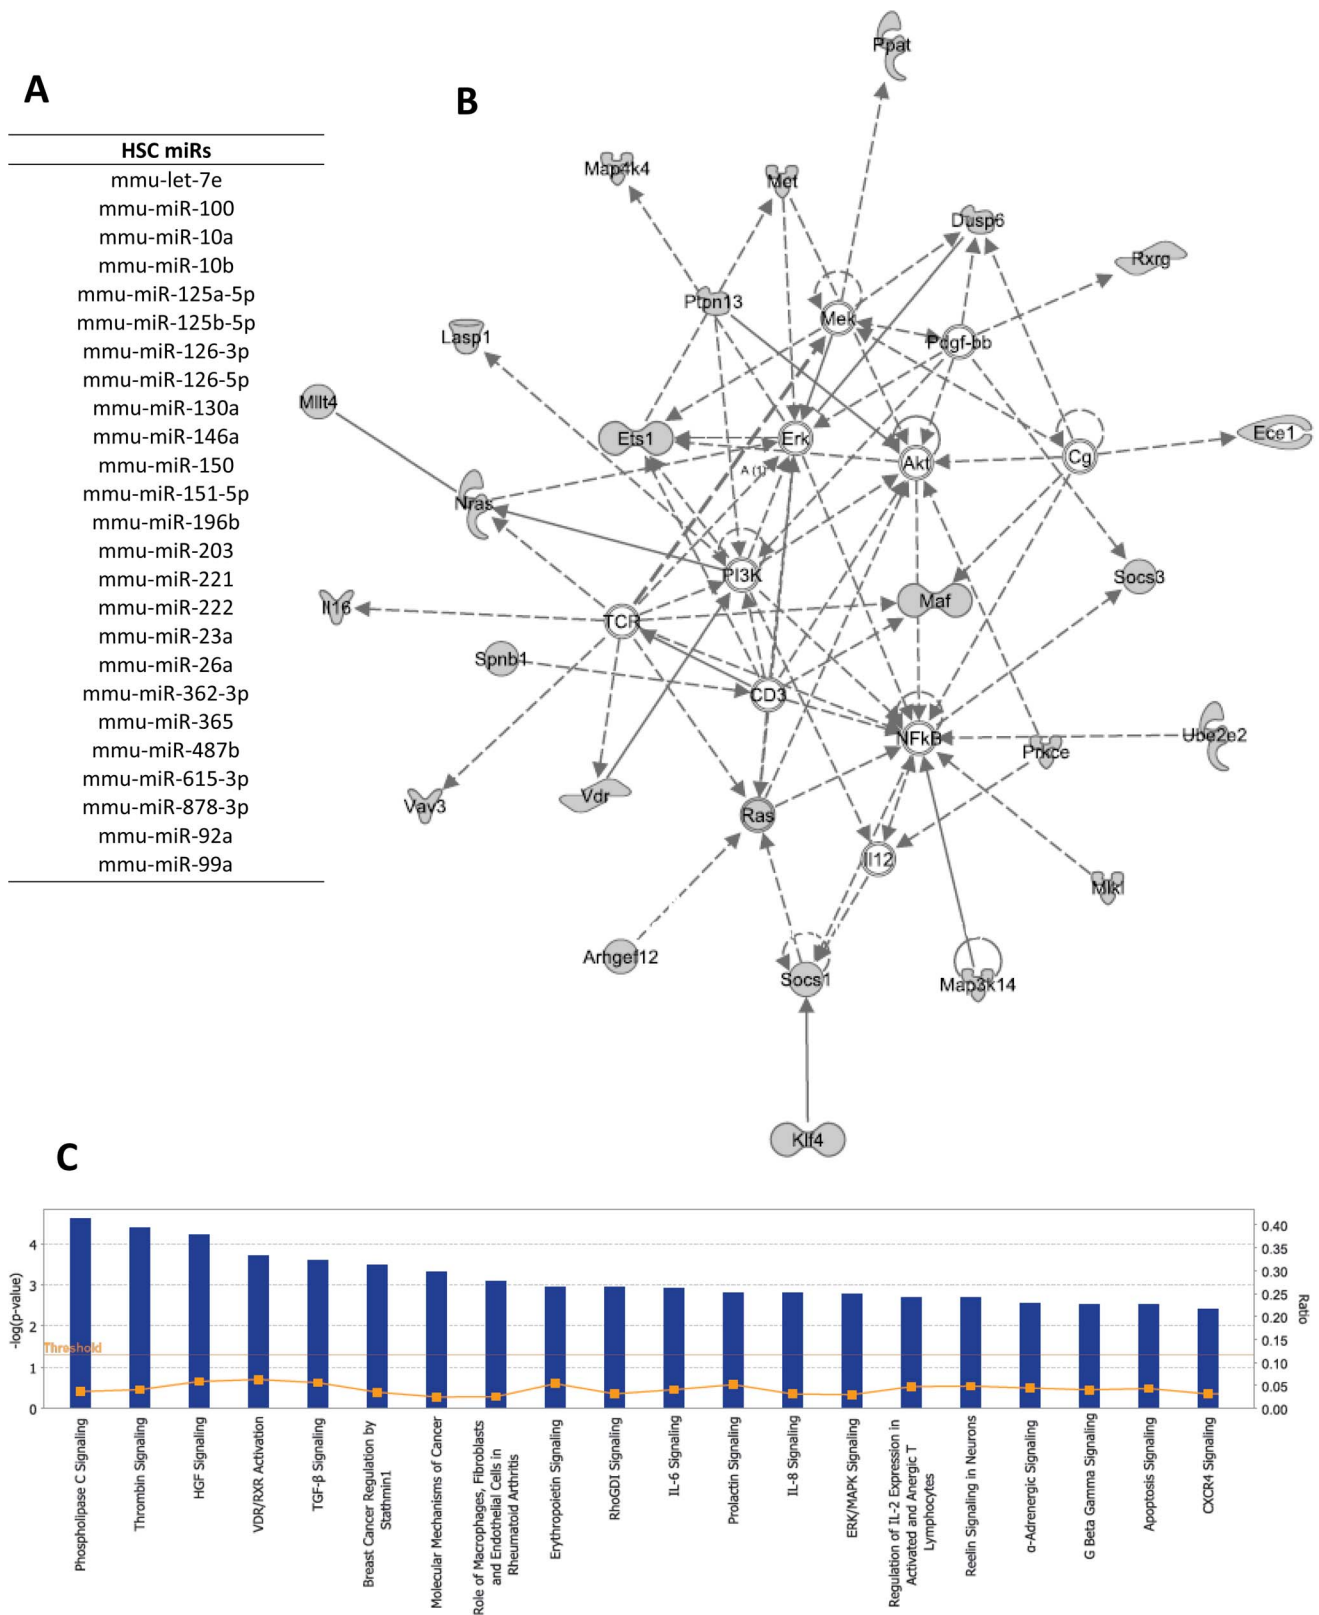 A
HSC miRs
mmu-let-7e
mmu-miR-100
mmu-miR-10a
mmu-miR-10b
mmu-miR-125a-5p
mmu-miR-125b-5p
mmu-miR-126-3p
mmu-miR-126-5p
mmu-miR-130a
mmu-miR-146a
mmu-miR-150
mmu-miR-151-5p
mmu-miR-196b
mmu-miR-203
mmu-miR-221
mmu-miR-222
mmu-miR-23a
mmu-miR-26a
mmu-miR-362-3p
mmu-miR-365
mmu-miR-487b
mmu-miR-615-3p
mmu-miR-878-3p
mmu-miR-92a
mmu-miR-99a
B
Ppat
Map4k4
Met
Dusp6
Rxrg
Ptpn13
Mek
Lasp1
Pdgf-bb
Mllt4
Ets1
Erk
Akt
Cg
Ece1
A (1)
Nras
PI3K
Socs3
Maf
Il16
TCR
Spnb1
CD3
NFkB
Prkce
Ube2e2
Vav3
Vdr
Ras
Il12
Mlkl
Arhgef12
Socs1
Map3k14
Klf4
C
-log(p-value)
4
3
2
1
0
Threshold
0.40
0.35
0.30
0.25
0.20
0.15
0.10
0.05
0.00
Ratio
Phospholipase C Signaling
Thrombin Signaling
HGF Signaling
VDR/RXR Activation
TGF-β Signaling
Breast Cancer Regulation by
Stathmin1
Molecular Mechanisms of Cancer
Role of Macrophages, Fibroblasts
and Endothelial Cells in
Rheumatoid Arthritis
Erythropoietin Signaling
RhoGDI Signaling
IL-6 Signaling
Prolactin Signaling
IL-8 Signaling
ERK/MAPK Signaling
Regulation of IL-2 Expression in
Activated and Anergic T
Lymphocytes
Reelin Signaling in Neurons
α-Adrenergic Signaling
G Beta Gamma Signaling
Apoptosis Signaling
CXCR4 Signaling